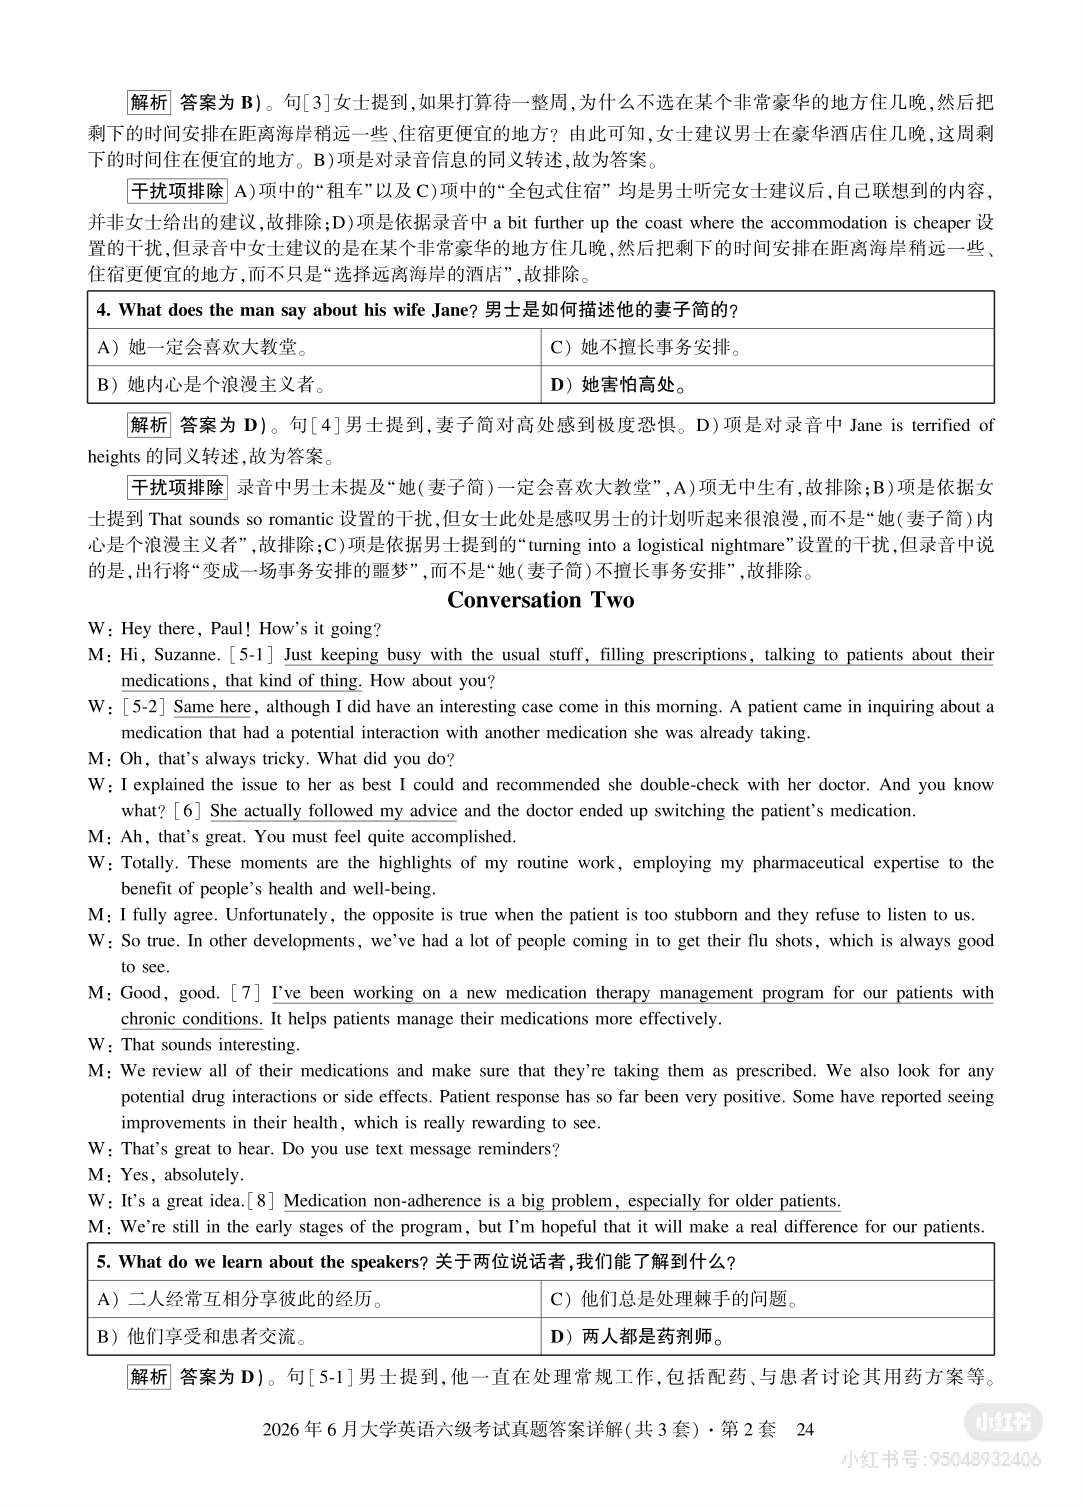 解析 答案为 B)。句[3]女士提到,如果打算待一整周,为什么不选在某个非常豪华的地方住几晚,然后把
剩下的时间安排在距离海岸稍远一些、住宿更便宜的地方?由此可知,女士建议男士在豪华酒店住几晚,这周剩
下的时间住在便宜的地方。B)项是对录音信息的同义转述,故为答案。
干扰项排除 A)项中的“租车”以及 C)项中的“全包式住宿” 均是男士听完女士建议后,自己联想到的内容,
并非女士给出的建议,故排除;D)项是依据录音中 a bit further up the coast where the accommodation is cheaper 设
置的干扰,但录音中女士建议的是在某个非常豪华的地方住几晚,然后把剩下的时间安排在距离海岸稍远一些、
住宿更便宜的地方,而不只是“选择远离海岸的酒店”,故排除。
4. What does the man say about his wife Jane? 男士是如何描述他的妻子简的?
A) 她一定会喜欢大教堂。
C) 她不擅长事务安排。
B) 她内心是个浪漫主义者。
D) 她害怕高处。
解析 答案为 D)。句[4]男士提到,妻子简对高处感到极度恐惧。D)项是对录音中 Jane is terrified of
heights 的同义转述,故为答案。
干扰项排除 录音中男士未提及“她(妻子简)一定会喜欢大教堂”,A)项无中生有,故排除;B)项是依据女
士提到 That sounds so romantic 设置的干扰,但女士此处是感叹男士的计划听起来很浪漫,而不是“她(妻子简)内
心是个浪漫主义者”,故排除;C)项是依据男士提到的“turning into a logistical nightmare”设置的干扰,但录音中说
的是,出行将“变成一场事务安排的噩梦”,而不是“她(妻子简)不擅长事务安排”,故排除。
Conversation Two
W: Hey there, Paul! How's it going?
M: Hi, Suzanne. [5-1] Just keeping busy with the usual stuff, filling prescriptions, talking to patients about their
medications, that kind of thing. How about you?
W: [5-2] Same here, although I did have an interesting case come in this morning. A patient came in inquiring about a
medication that had a potential interaction with another medication she was already taking.
M: Oh, that's always tricky. What did you do?
W: I explained the issue to her as best I could and recommended she double-check with her doctor. And you know
what? [6] She actually followed my advice and the doctor ended up switching the patient's medication.
M: Ah, that's great. You must feel quite accomplished.
W: Totally. These moments are the highlights of my routine work, employing my pharmaceutical expertise to the
benefit of people's health and well-being.
M: I fully agree. Unfortunately, the opposite is true when the patient is too stubborn and they refuse to listen to us.
W: So true. In other developments, we've had a lot of people coming in to get their flu shots, which is always good
to see.
M: Good, good. [7] I've been working on a new medication therapy management program for our patients with
chronic conditions. It helps patients manage their medications more effectively.
W: That sounds interesting.
M: We review all of their medications and make sure that they're taking them as prescribed. We also look for any
potential drug interactions or side effects. Patient response has so far been very positive. Some have reported seeing
improvements in their health, which is really rewarding to see.
W: That's great to hear. Do you use text message reminders?
M: Yes, absolutely.
W: It's a great idea.[8] Medication non-adherence is a big problem, especially for older patients.
M: We're still in the early stages of the program, but I'm hopeful that it will make a real difference for our patients.
5. What do we learn about the speakers? 关于两位说话者,我们能了解到什么?
A) 二人经常互相分享彼此的经历。
C) 他们总是处理棘手的问题。
B) 他们享受和患者交流。
D) 两人都是药剂师。
解析 答案为 D)。句[5-1]男士提到,他一直在处理常规工作,包括配药、与患者讨论其用药方案等。
2026 年 6 月大学英语六级考试真题答案详解(共 3 套)·第 2 套 24
小红书
小红书号:95048932406